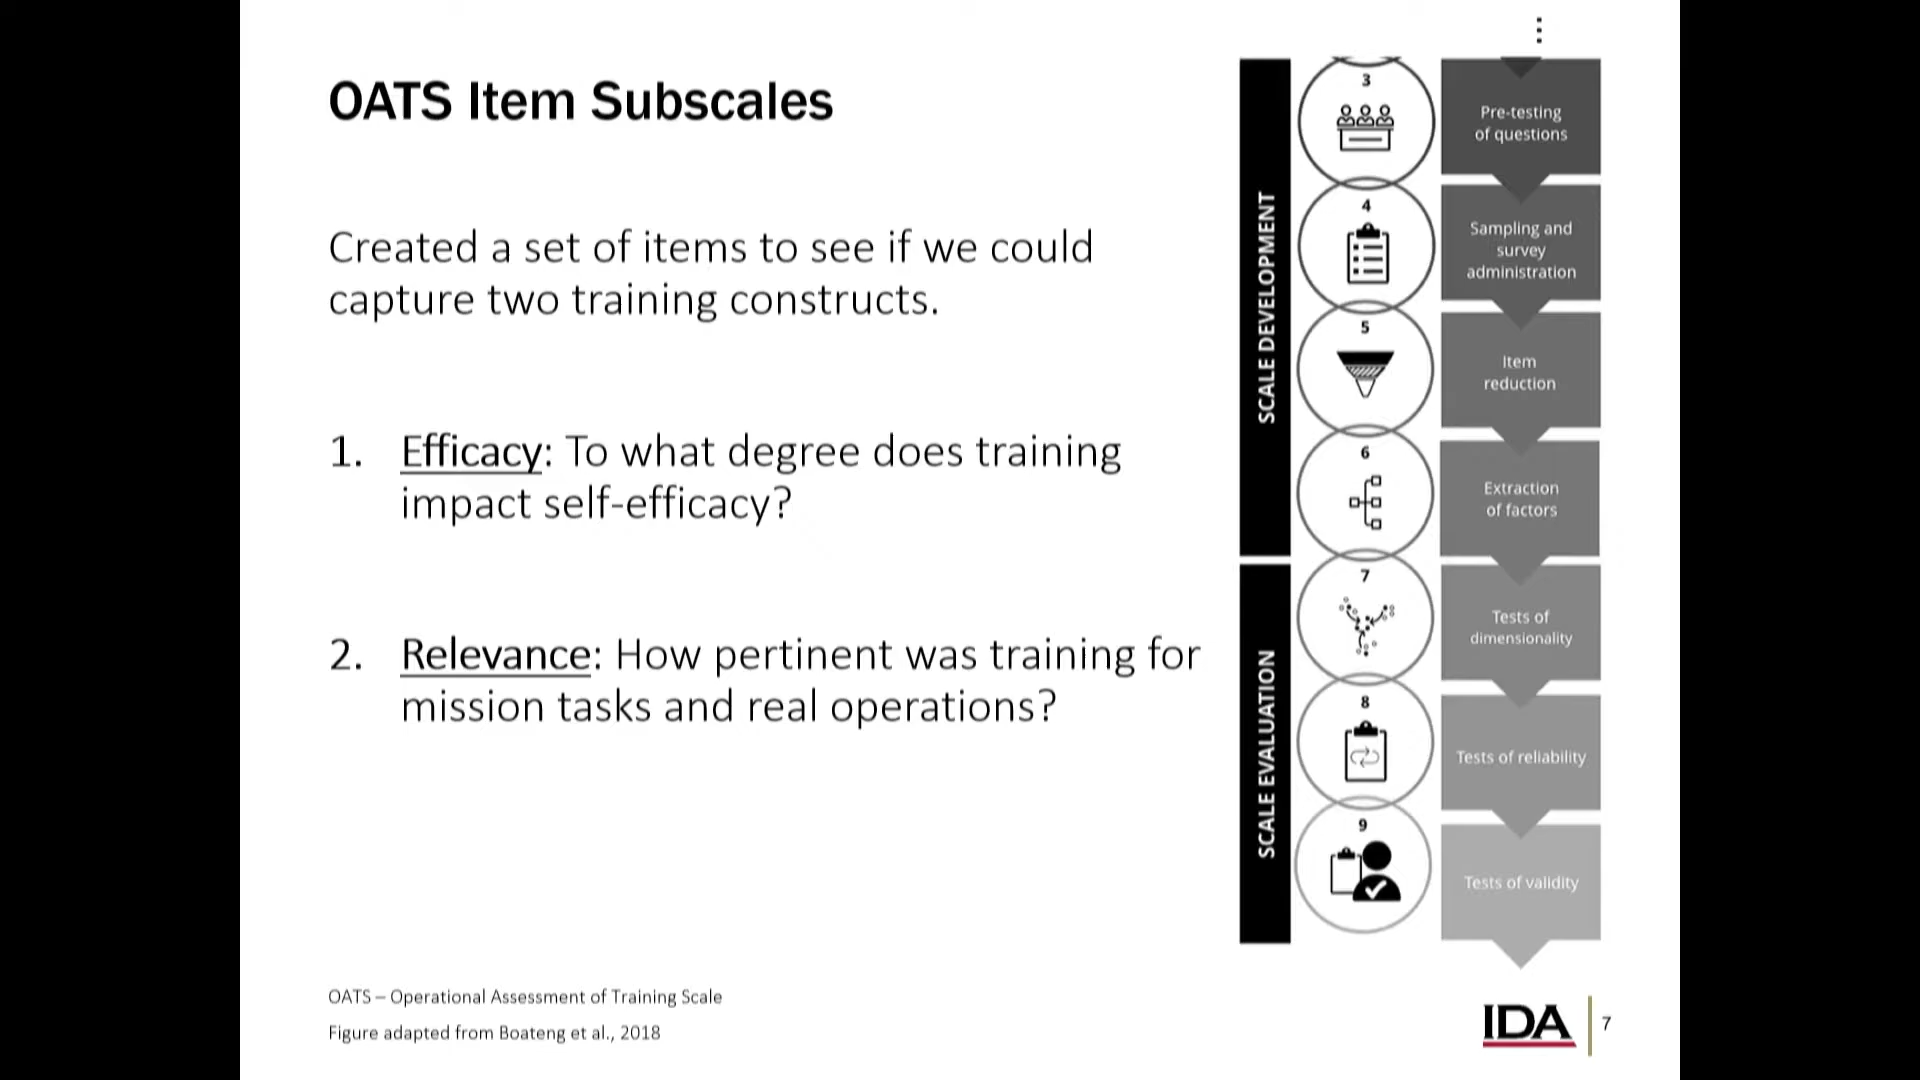 OATS Item Subscales
Created a set of items to see if we could
capture two training constructs.
1. Efficacy: To what degree does training
impact self-efficacy?
2. Relevance: How pertinent was training for
mission tasks and real operations?
SCALE DEVELOPMENT
3
Pre-testing
of questions
4
Sampling and
survey
administration
5
Item
reduction
6
Extraction
of factors
SCALE EVALUATION
7
Tests of
dimensionality
8
Tests of reliability
9
Tests of validity
OATS – Operational Assessment of Training Scale
Figure adapted from Boateng et al., 2018
IDA
7